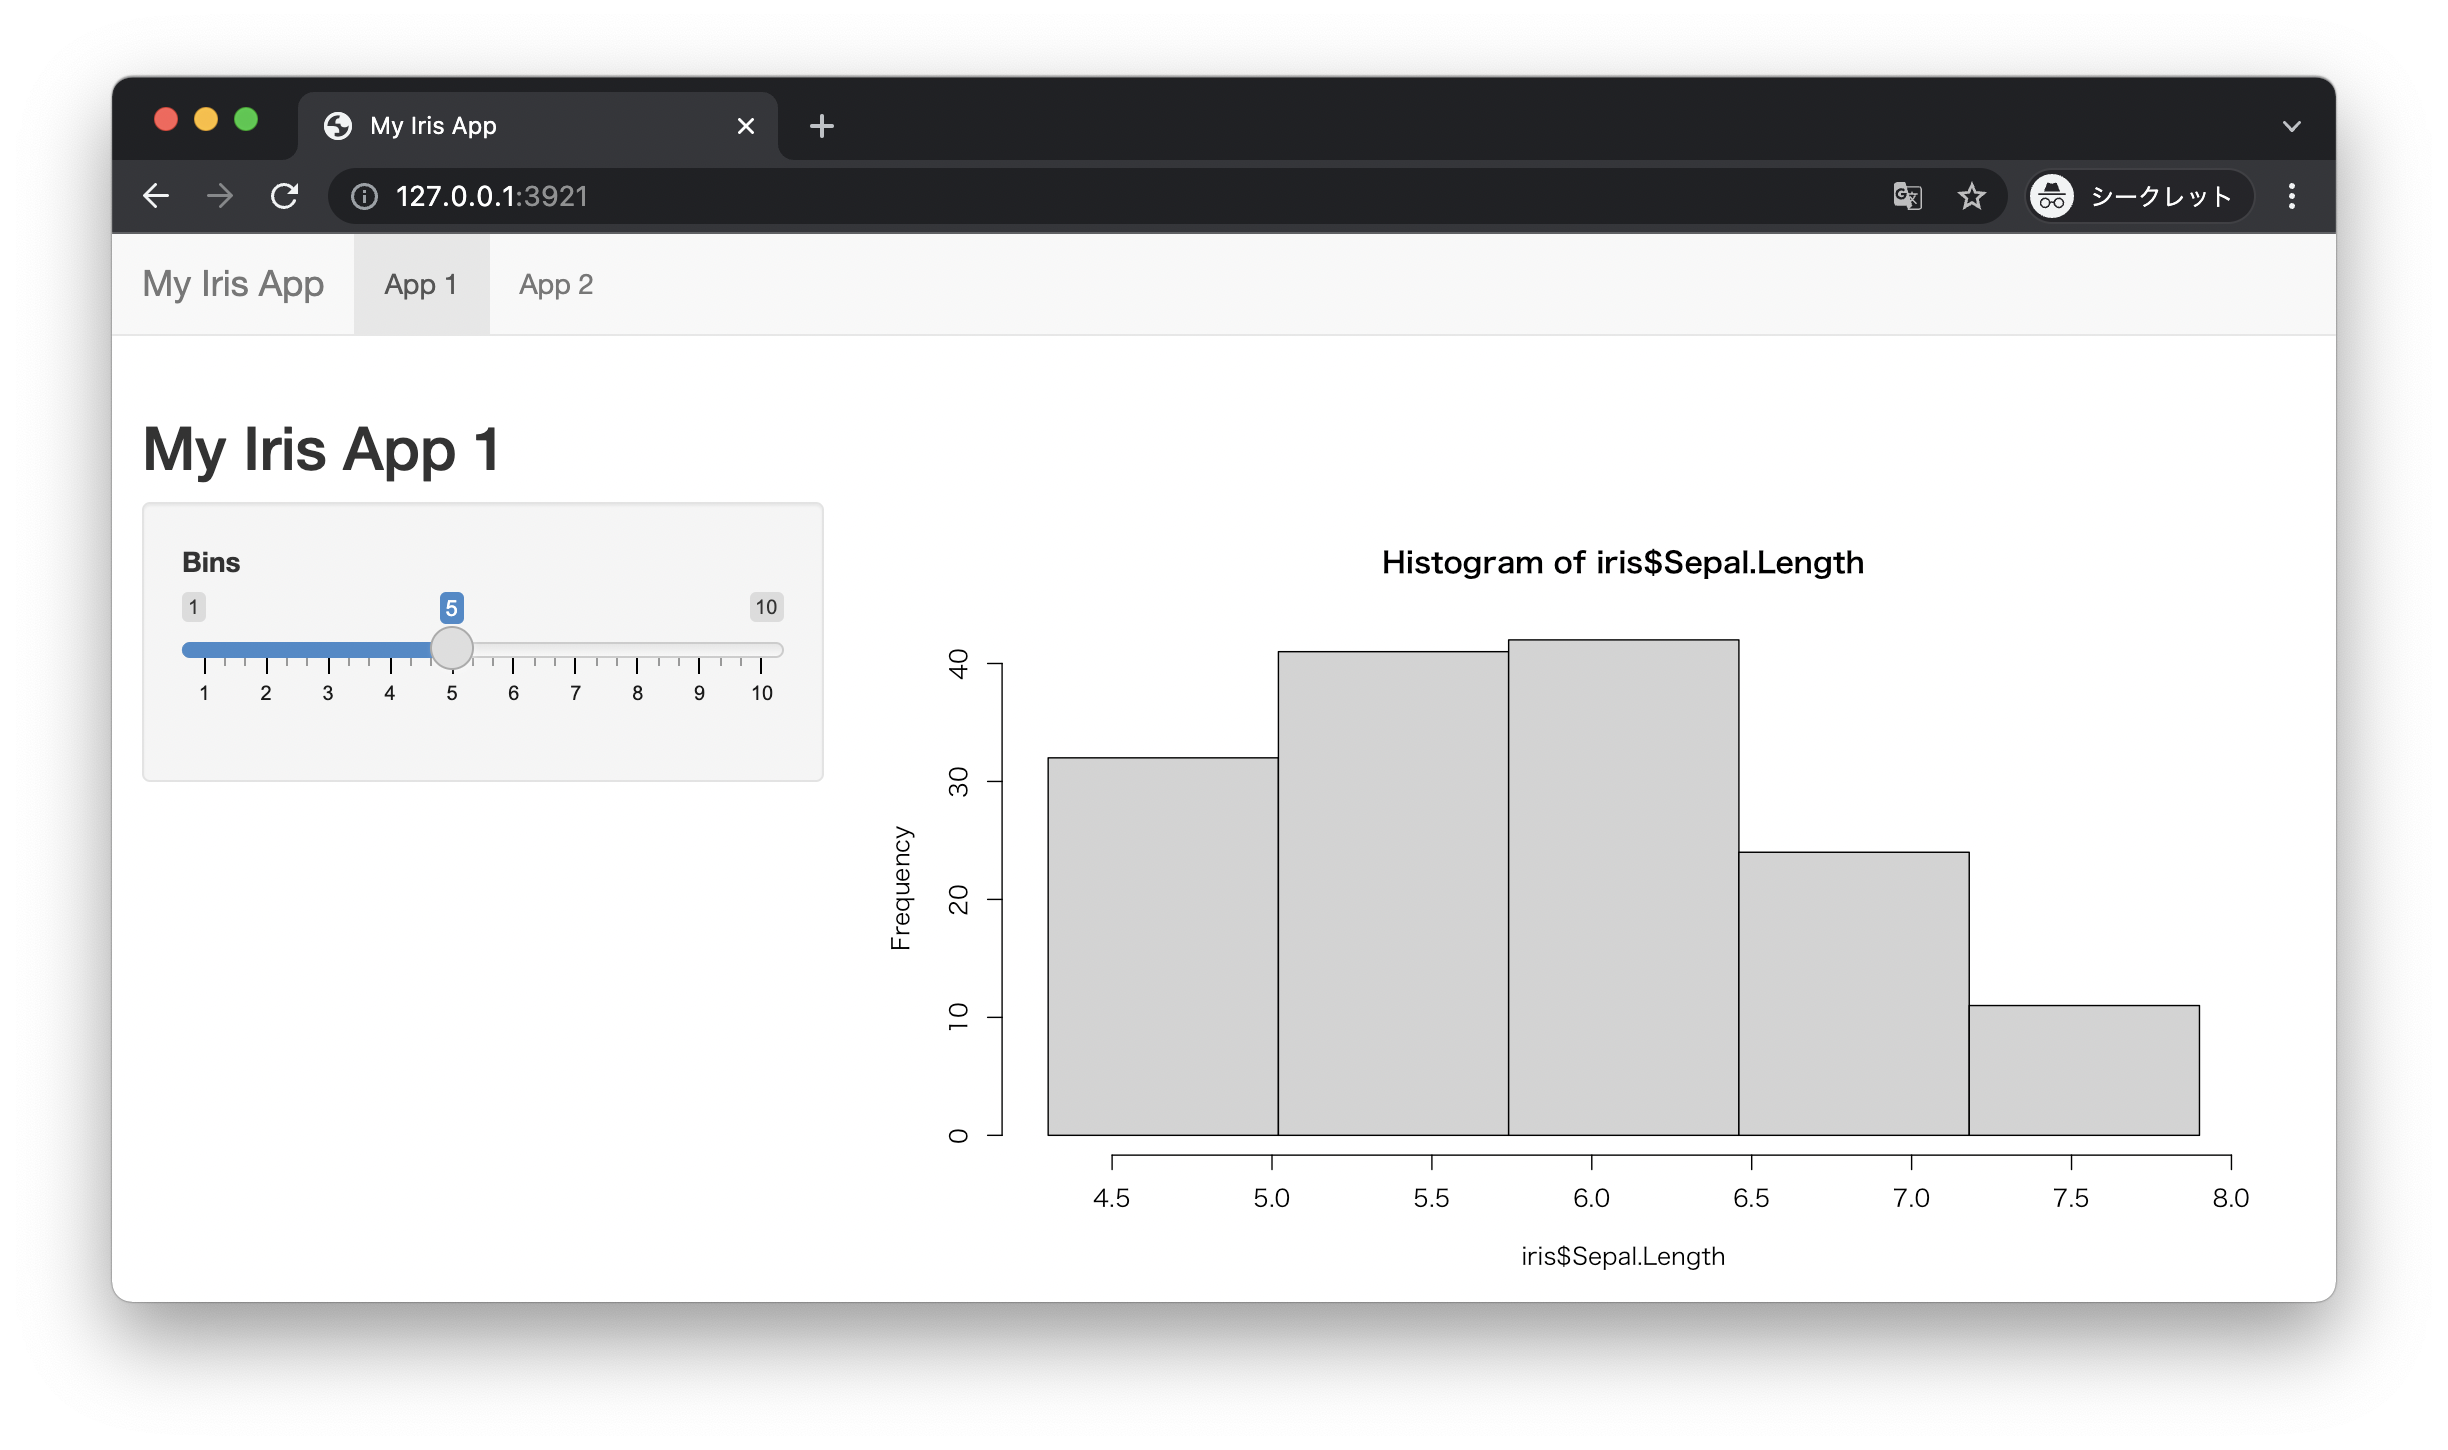 My Iris App
127.0.0.1:3921
シークレット
My Iris App App 1 App 2
My Iris App 1
Bins
1 5 10
1 2 3 4 5 6 7 8 9 10
Histogram of iris$Sepal.Length
Frequency
40
30
20
10
0
4.5 5.0 5.5 6.0 6.5 7.0 7.5 8.0
iris$Sepal.Length